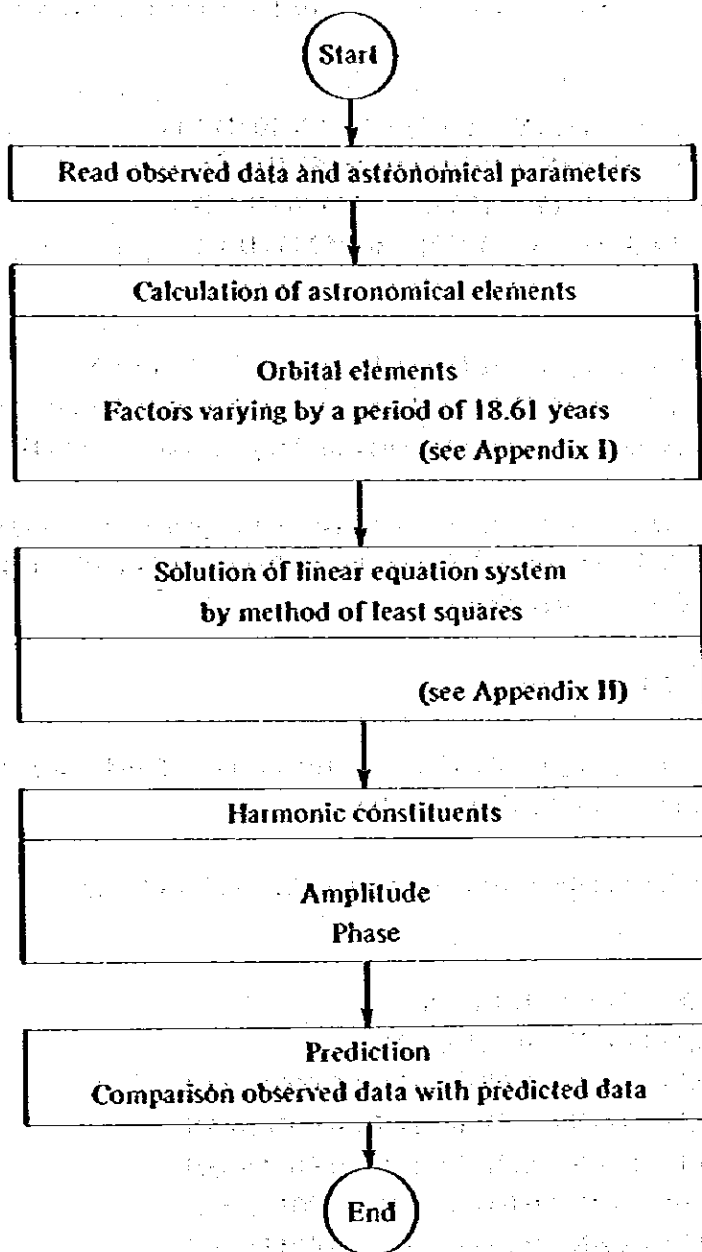 Start
Read observed data and astronomical parameters
Calculation of astronomical elements
Orbital elements
Factors varying by a period of 18.61 years
(see Appendix I)
Solution of linear equation system
by method of least squares
(see Appendix II)
Harmonic constituents
Amplitude
Phase
Prediction
Comparison observed data with predicted data
End